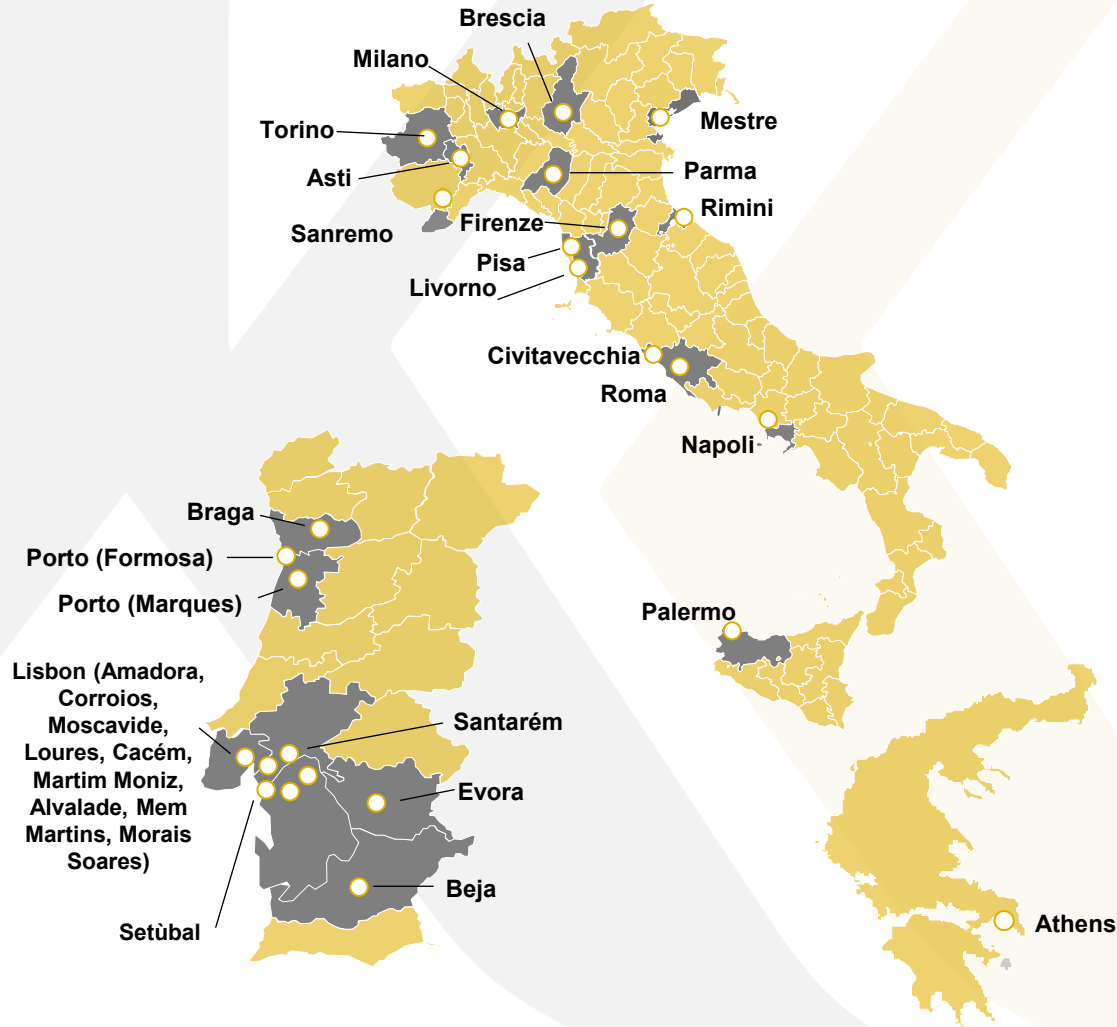 Brescia
Milano
Mestre
Torino
Asti
Parma
Rimini
Sanremo
Firenze
Pisa
Livorno
Civitavecchia
Roma
Napoli
Braga
Porto (Formosa)
Porto (Marques)
Palermo
Lisbon (Amadora,
Corroios,
Moscavide,
Loures, Cacém,
Martim Moniz,
Alvalade, Mem
Martins, Morais
Soares)
Santarém
Evora
Beja
Setùbal
Athens